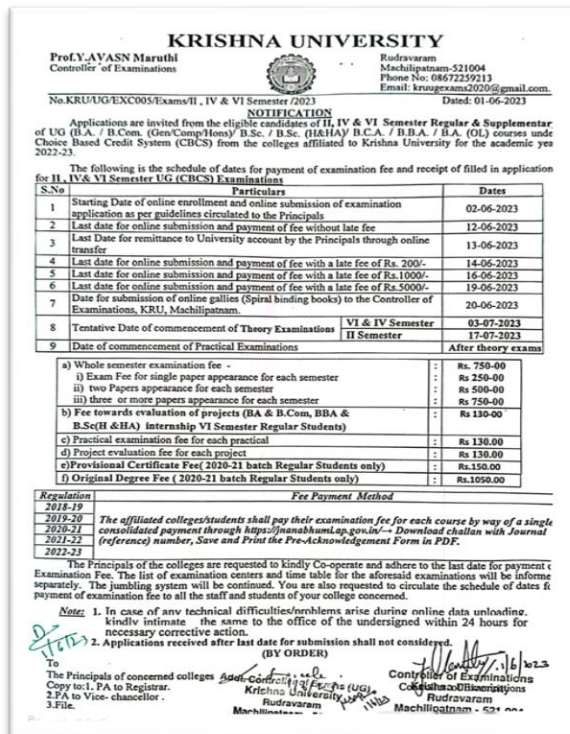 KRISHNA UNIVERSITY
Prof.Y.AVASN Maruthi
Controller of Examinations
Rudravaram
Machilipatnam-521004
Phone No: 08672259213
Email: kruugexams2020@gmail.com.
No.KRU/UG/EXC005/Exams/II , IV & VI Semester /2023 Dated: 01-06-2023
NOTIFICATION
Applications are invited from the eligible candidates of II, IV & VI Semester Regular & Supplementar
of UG (B.A. / B.Com. (Gen/Comp/Hons)/ B.Sc. / B.Sc. (H&HA)/ B.C.A. / B.B.A. / B.A. (OL) courses unde
Choice Based Credit System (CBCS) from the colleges affiliated to Krishna University for the academic yea
2022-23.
The following is the schedule of dates for payment of examination fee and receipt of filled in application
for II , IV& VI Semester UG (CBCS) Examinations
S.No Particulars Dates
1 Starting Date of online enrollment and online submission of examination
application as per guidelines circulated to the Principals 02-06-2023
2 Last date for online submission and payment of fee without late fee 12-06-2023
3 Last Date for remittance to University account by the Principals through online
transfer 13-06-2023
4 Last date for online submission and payment of fee with a late fee of Rs. 200/- 14-06-2023
5 Last date for online submission and payment of fee with a late fee of Rs.1000/- 16-06-2023
6 Last date for online submission and payment of fee with a late fee of Rs.5000/- 19-06-2023
7 Date for submission of online gallies (Spiral binding books) to the Controller of
Examinations, KRU, Machilipatnam. 20-06-2023
8 Tentative Date of commencement of Theory Examinations VI & IV Semester 03-07-2023
II Semester 17-07-2023
9 Date of commencement of Practical Examinations After theory exams
a) Whole semester examination fee - : Rs. 750-00
i) Exam Fee for single paper appearance for each semester : Rs 250-00
ii) two Papers appearance for each semester : Rs 500-00
iii) three or more papers appearance for each semester : Rs 750-00
b) Fee towards evaluation of projects (BA & B.Com, BBA & : Rs 130-00
B.Sc(H &HA) internship VI Semester Regular Students)
c) Practical examination fee for each practical : Rs 130.00
d) Project evaluation fee for each project : Rs 130.00
e)Provisional Certificate Fee( 2020-21 batch Regular Students only) : Rs.150.00
f) Original Degree Fee ( 2020-21 batch Regular Students only) : Rs.1050.00
Regulation Fee Payment Method
2018-19
2019-20
2020-21
2021-22
2022-23
The affiliated colleges/students shall pay their examination fee for each course by way of a single
consolidated payment through https://jnanabhumi.ap.gov.in/--> Download challan with Journal
(reference) number, Save and Print the Pre-Acknowledgement Form in PDF.
The Principals of the colleges are requested to kindly Co-operate and adhere to the last date for payment o
Examination Fee. The list of examination centers and time table for the aforesaid examinations will be informe
separately. The jumbling system will be continued. You are also requested to circulate the schedule of dates fo
payment of examination fee to all the staff and students of your college concerned.
Note: 1. In case of any technical difficulties/problems arise during online data unloading,
kindly intimate the same to the office of the undersigned within 24 hours for
necessary corrective action.
2. Applications received after last date for submission shall not considered.
(BY ORDER)
1/6/23
To
The Principals of concerned colleges
Copy to:1. PA to Registrar.
2.PA to Vice- chancellor .
3.File.
Krishna University
Rudravaram
1/6/2023
Controller of Examinations
Rudravaram
Machilipatnam - 521 004